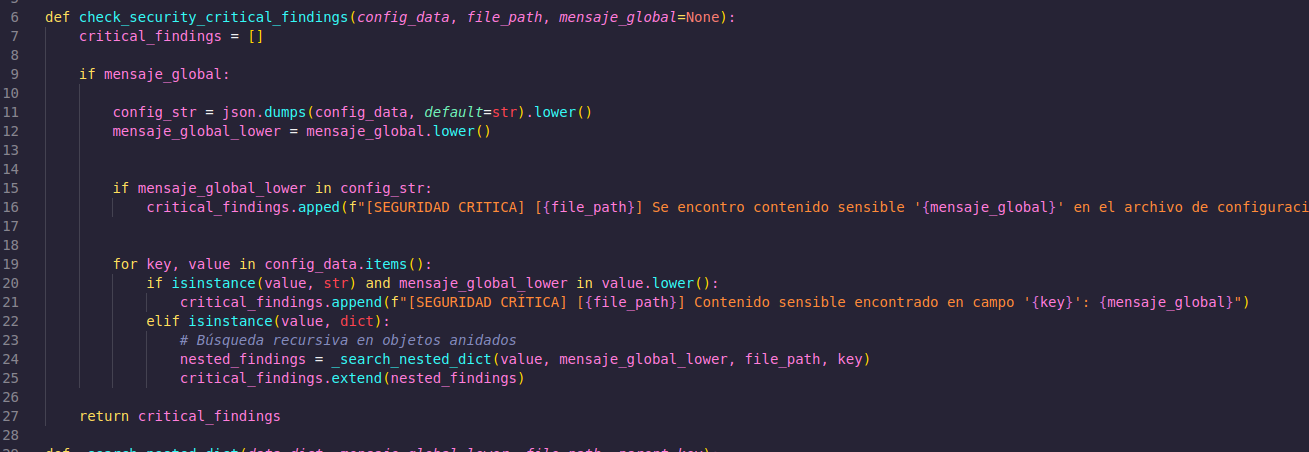 6 def check_security_critical_findings(config_data, file_path, mensaje_global=None):
7 critical_findings = []
8
9 if mensaje_global:
10
11 config_str = json.dumps(config_data, default=str).lower()
12 mensaje_global_lower = mensaje_global.lower()
13
14
15 if mensaje_global_lower in config_str:
16 critical_findings.apped(f"[SEGURIDAD CRITICA] [{file_path}] Se encontro contenido sensible '{mensaje_global}' en el archivo de configuraci
17
18
19 for key, value in config_data.items():
20 if isinstance(value, str) and mensaje_global_lower in value.lower():
21 critical_findings.append(f"[SEGURIDAD CRÍTICA] [{file_path}] Contenido sensible encontrado en campo '{key}': {mensaje_global}")
22 elif isinstance(value, dict):
23 # Búsqueda recursiva en objetos anidados
24 nested_findings = _search_nested_dict(value, mensaje_global_lower, file_path, key)
25 critical_findings.extend(nested_findings)
26
27 return critical_findings
28